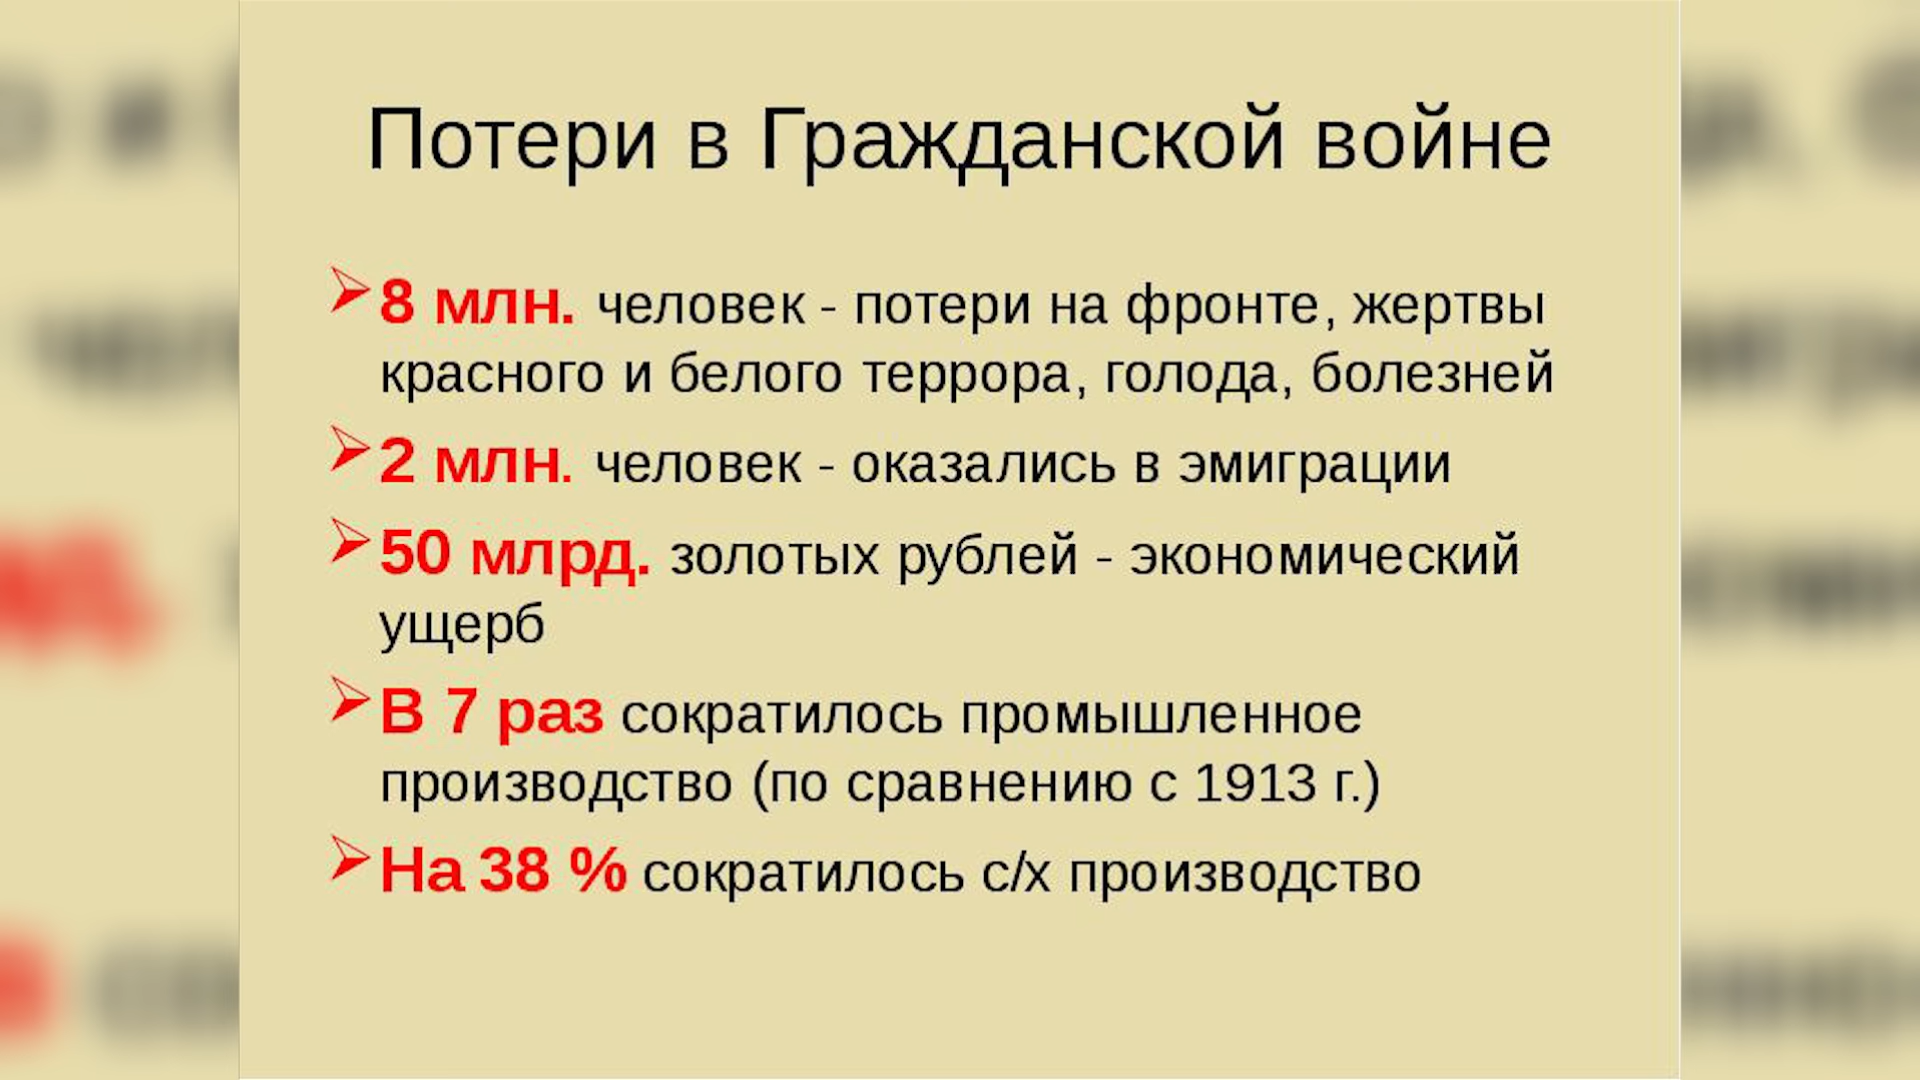 Потери в Гражданской войне
8 млн. человек - потери на фронте, жертвы
красного и белого террора, голода, болезней
2 млн. человек - оказались в эмиграции
50 млрд. золотых рублей - экономический
ущерб
В 7 раз сократилось промышленное
производство (по сравнению с 1913 г.)
На 38 % сократилось с/х производство